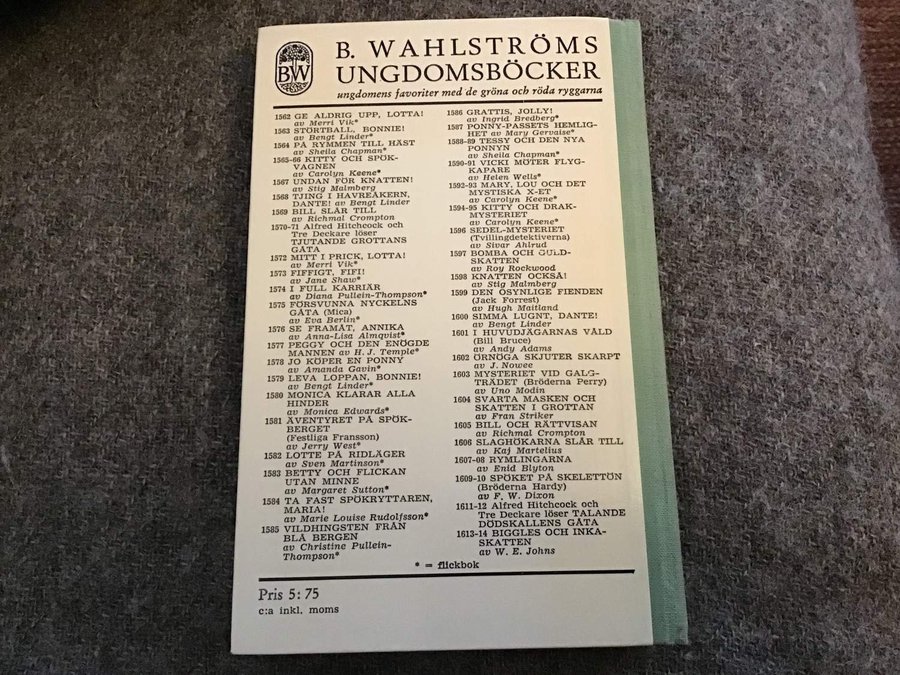 BW
B. WAHLSTRÖMS
UNGDOMSBÖCKER
ungdomens favoriter med de gröna och röda ryggarna
1562 GE ALDRIG UPP, LOTTA!
av Merri Vik*
1563 STÖRTBALL, BONNIE!
av Bengt Linder*
1564 PÅ RYMMEN TILL HÄST
av Sheila Chapman*
1565-66 KITTY OCH SPÖK-
VAGNEN
av Carolyn Keene*
1567 UNDAN FÖR KNATTEN!
av Stig Malmberg
1568 TJING I HAVREÅKERN,
DANTE! av Bengt Linder
1569 BILL SLÅR TILL
av Richmal Crompton
1570-71 Alfred Hitchcock och
Tre Deckare löser
TJUTANDE GROTTANS
GÅTA
1572 MITT I PRICK, LOTTA!
av Merri Vik*
1573 FIFFIGT, FIFI!
av Jane Shaw*
1574 I FULL KARRIÄR
av Diana Pullein-Thompson*
1575 FÖRSVUNNA NYCKELNS
GÅTA (Mica)
av Eva Berlin*
1576 SE FRAMÅT, ANNIKA
av Anna-Lisa Almqvist*
1577 PEGGY OCH DEN ENÖGDE
MANNEN av H. J. Temple*
1578 JO KÖPER EN PONNY
av Amanda Gavin*
1579 LEVA LOPPAN, BONNIE!
av Bengt Linder*
1580 MONICA KLARAR ALLA
HINDER
av Monica Edwards*
1581 ÄVENTYRET PÅ SPÖK-
BERGET
(Festliga Fransson)
av Jerry West*
1582 LOTTE PÅ RIDLÄGER
av Sven Martinson*
1583 BETTY OCH FLICKAN
UTAN MINNE
av Margaret Sutton*
1584 TA FAST SPÖKRYTTAREN,
MARIA!
av Marie Louise Rudolfsson*
1585 VILDHINGSTEN FRÅN
BLÅ BERGEN
av Christine Pullein-
Thompson*
1586 GRATTIS, JOLLY!
av Ingrid Bredberg*
1587 PONNY-PASSETS HEMLIG-
HET av Mary Gervaise*
1588-89 TESSY OCH DEN NYA
PONNYN
av Sheila Chapman*
1590-91 VICKI MÖTER FLYG-
KAPARE
av Helen Wells*
1592-93 MARY, LOU OCH DET
MYSTISKA X-ET
av Carolyn Keene*
1594-95 KITTY OCH DRAK-
MYSTERIET
av Carolyn Keene*
1596 SEDEL-MYSTERIET
(Tvillingdetektiverna)
av Sivar Ahlrud
1597 BOMBA OCH GULD-
SKATTEN
av Roy Rockwood
1598 KNATTEN OCKSÅ!
av Stig Malmberg
1599 DEN OSYNLIGE FIENDEN
(Jack Forrest)
av Hugh Maitland
1600 SIMMA LUGNT, DANTE!
av Bengt Linder
1601 I HUVUDJÄGARNAS VÅLD
(Bill Bruce)
av Andy Adams
1602 ÖRNÖGA SKJUTER SKARPT
av J. Nowee
1603 MYSTERIET VID GALG-
TRÄDET (Bröderna Perry)
av Uno Modin
1604 SVARTA MASKEN OCH
SKATTEN I GROTTAN
av Fran Striker
1605 BILL OCH RÄTTVISAN
av Richmal Crompton
1606 SLAGHÖKARNA SLÅR TILL
av Kaj Martelius
1607-08 RYMLINGARNA
av Enid Blyton
1609-10 SPÖKET PÅ SKELETTÖN
(Bröderna Hardy)
av F. W. Dixon
1611-12 Alfred Hitchcock och
Tre Deckare löser TALANDE
DÖDSKALLENS GÅTA
1613-14 BIGGLES OCH INKA-
SKATTEN
av W. E. Johns
* = flickbok
Pris 5: 75
c:a inkl. moms